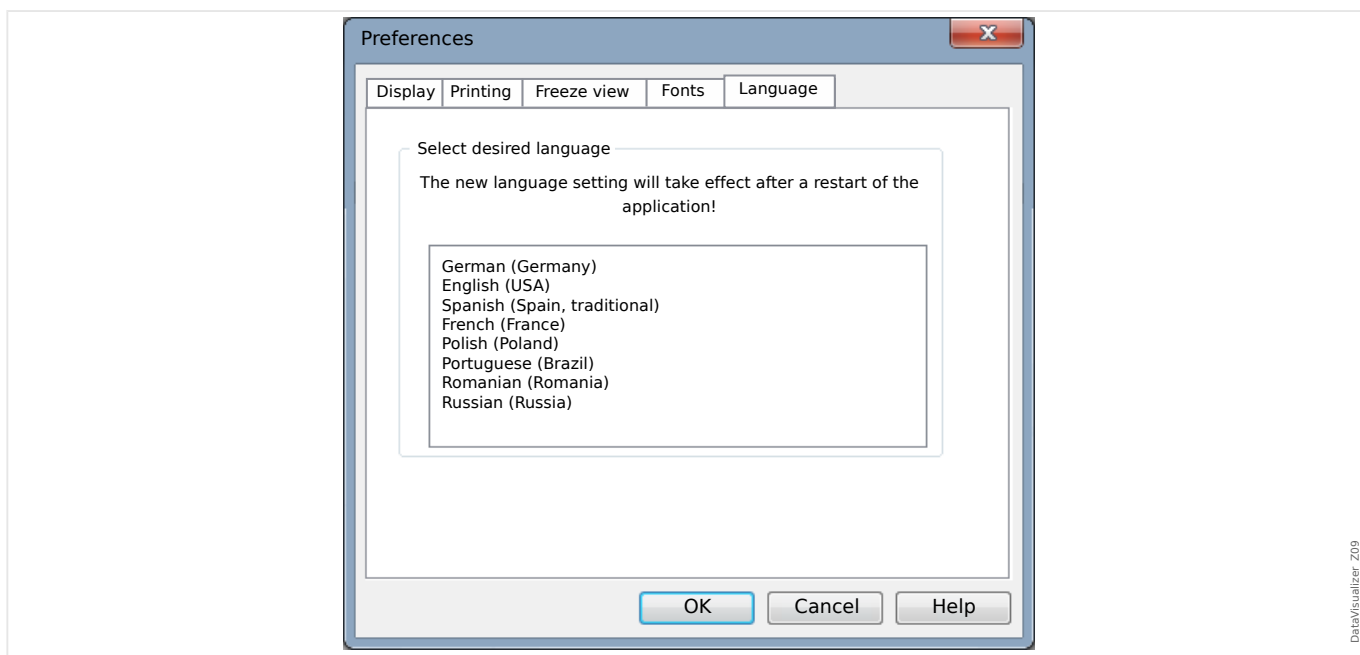 Preferences
x
Display Printing Freeze view Fonts Language
Select desired language
The new language setting will take effect after a restart of the
application!
German (Germany)
English (USA)
Spanish (Spain, traditional)
French (France)
Polish (Poland)
Portuguese (Brazil)
Romanian (Romania)
Russian (Russia)
OK Cancel Help
DataVisualizer Z09